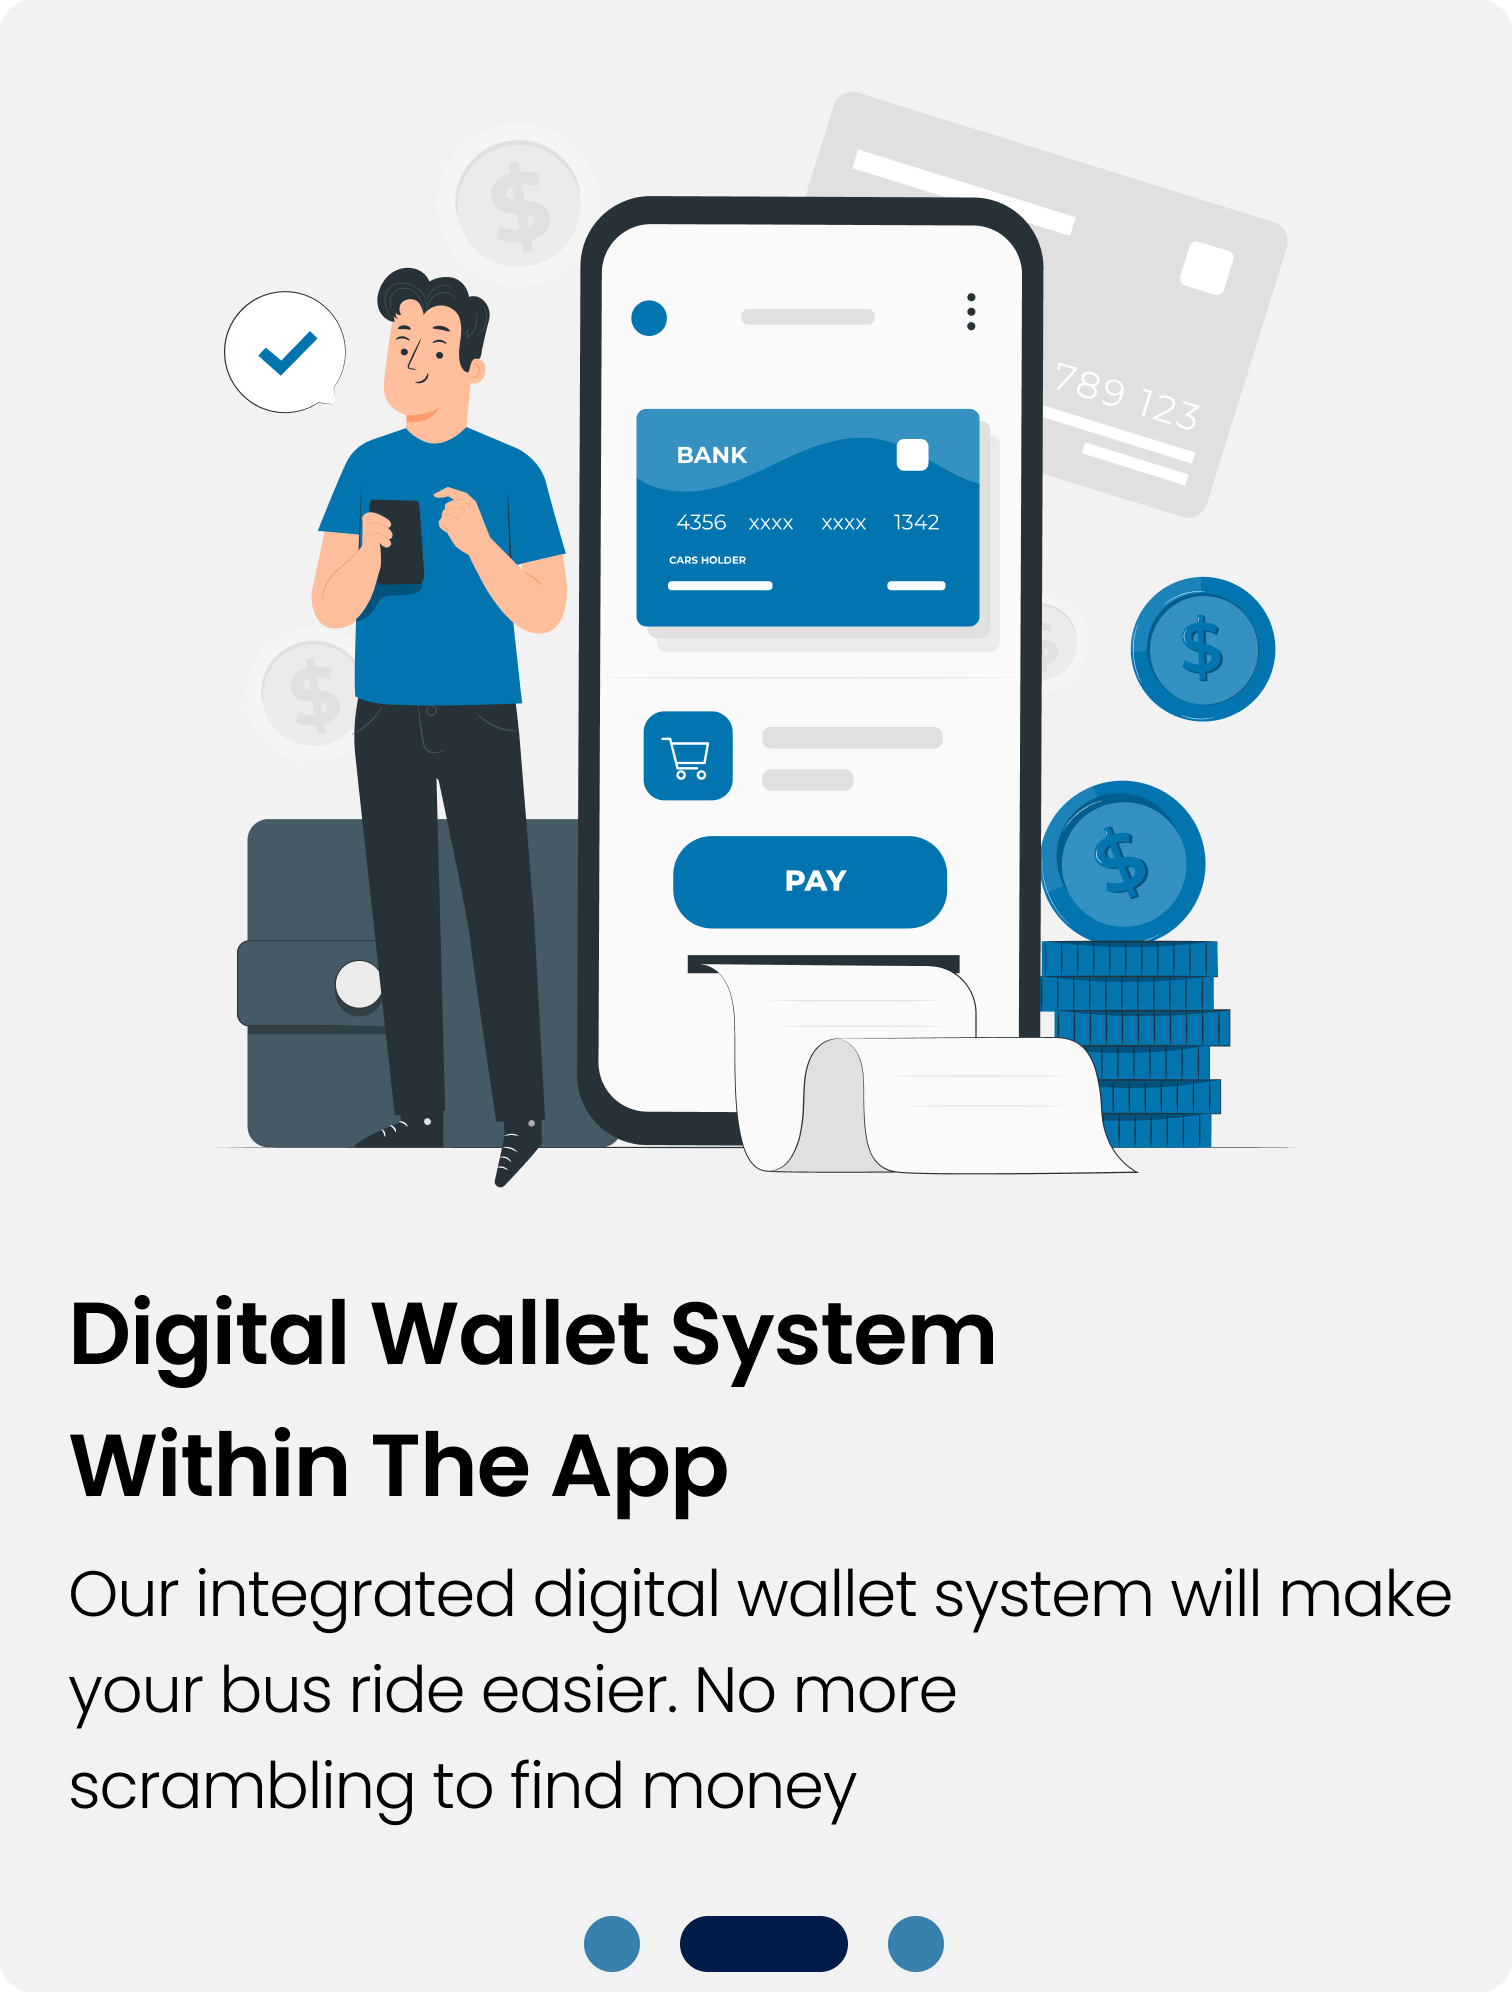 $
789 123
BANK
4356 xxxx xxxx 1342
CARS HOLDER
$
$
$
PAY
$
Digital Wallet System
Within The App
Our integrated digital wallet system will make
your bus ride easier. No more
scrambling to find money